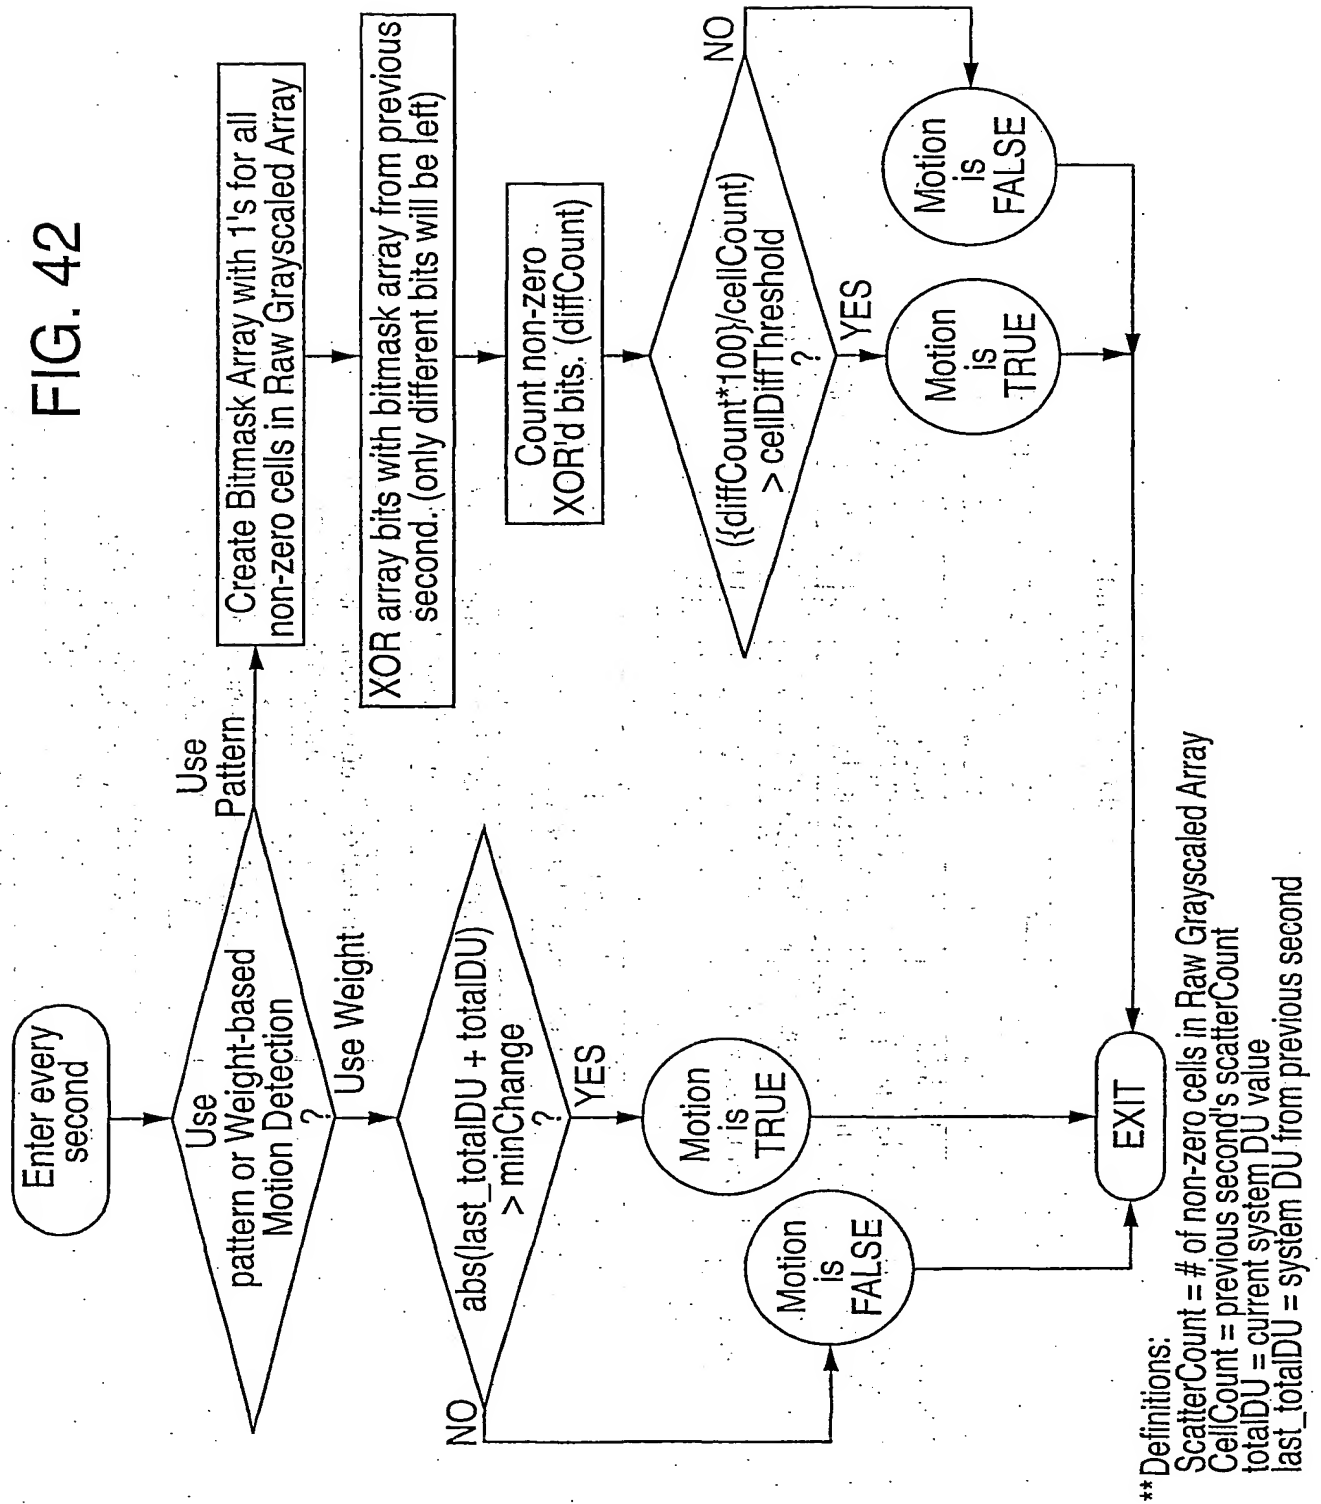 FIG. 42
Enter every
second
Use
pattern or Weight-based
Motion Detection
?
Use
Pattern
Use Weight
Create Bitmask Array with 1's for all
non-zero cells in Raw Grayscaled Array
XOR array bits with bitmask array from previous
second. (only different bits will be left)
Count non-zero
XOR'd bits. (diffCount)
({diffCount*100}/cellCount)
> cellDiffThreshold
?
NO
YES
Motion
is
FALSE
Motion
is
TRUE
abs(last_totalDU + totalDU)
> minChange
?
NO
YES
Motion
is
TRUE
Motion
is
FALSE
EXIT
**Definitions:
ScatterCount = # of non-zero cells in Raw Grayscaled Array
CellCount = previous second's scatterCount
totalDU = current system DU value
last_totalDU = system DU from previous second